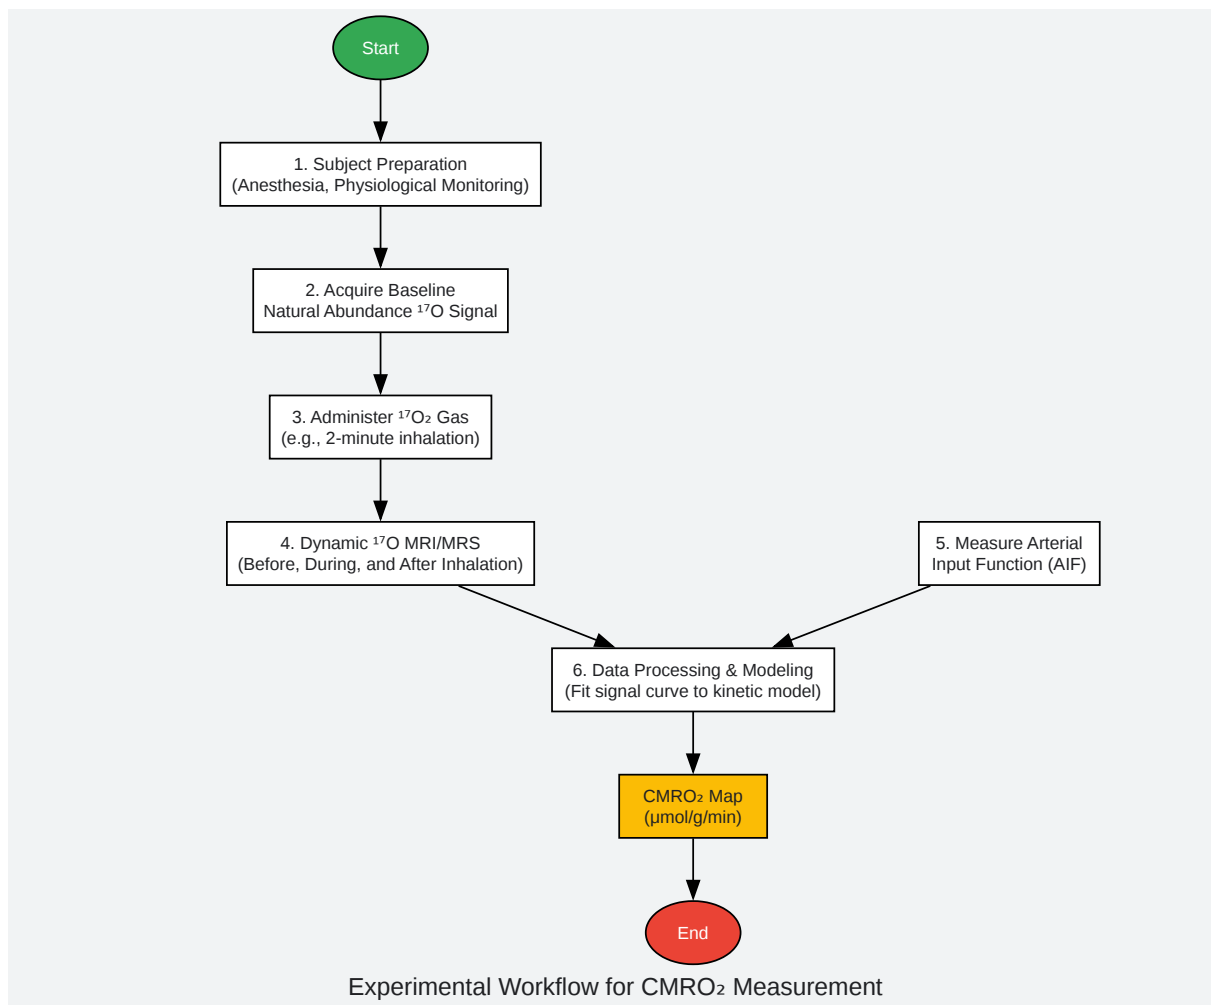 Start
1. Subject Preparation
(Anesthesia, Physiological Monitoring)
2. Acquire Baseline
Natural Abundance ¹⁷O Signal
3. Administer ¹⁷O₂ Gas
(e.g., 2-minute inhalation)
4. Dynamic ¹⁷O MRI/MRS
(Before, During, and After Inhalation)
5. Measure Arterial
Input Function (AIF)
6. Data Processing & Modeling
(Fit signal curve to kinetic model)
CMRO₂ Map
(μmol/g/min)
End
Experimental Workflow for CMRO₂ Measurement